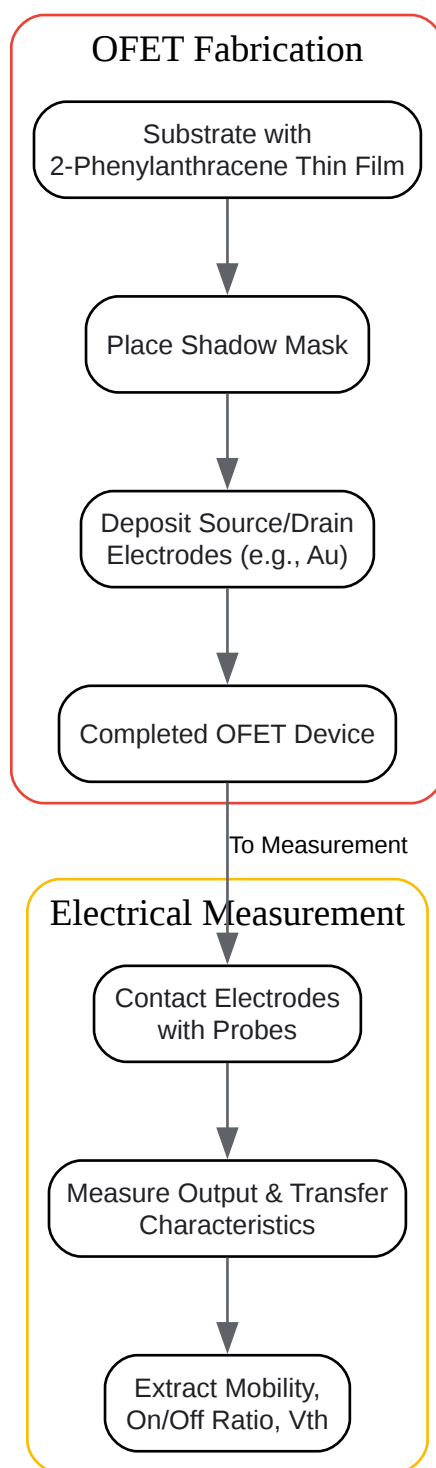 OFET Fabrication
Substrate with
2-Phenylanthracene Thin Film
Place Shadow Mask
Deposit Source/Drain
Electrodes (e.g., Au)
Completed OFET Device
To Measurement
Electrical Measurement
Contact Electrodes
with Probes
Measure Output & Transfer
Characteristics
Extract Mobility,
On/Off Ratio, Vth